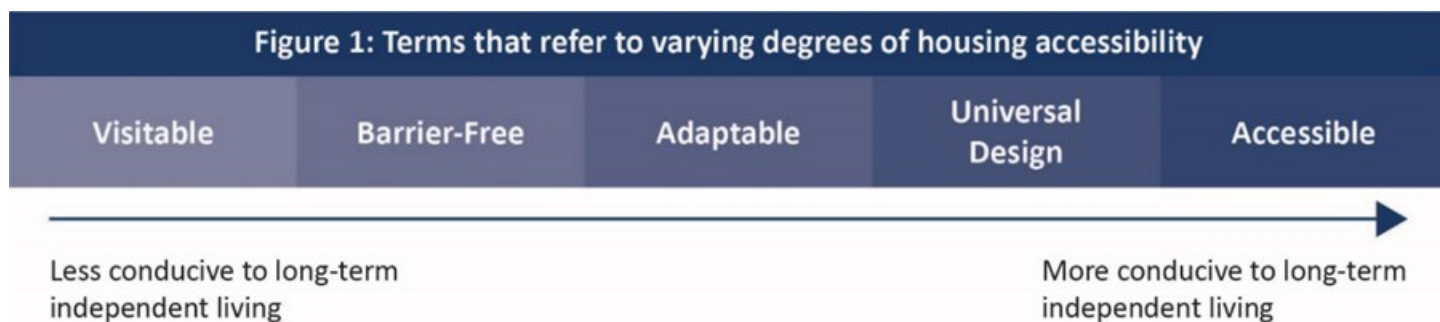 Figure 1: Terms that refer to varying degrees of housing accessibility
Visitable
Barrier-Free
Adaptable
Universal
Design
Accessible
Less conducive to long-term
independent living
More conducive to long-term
independent living